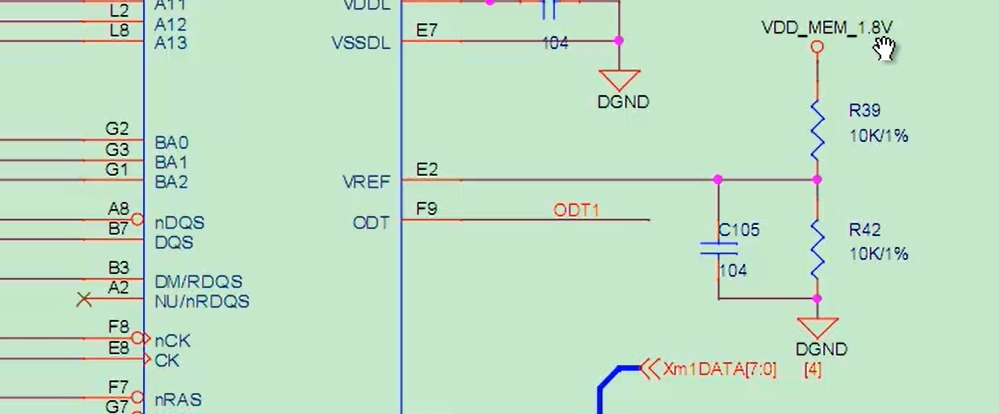 A11
VDDL
L2
A12
L8
A13
E7
VSSDL
104
DGND
VDD_MEM_1.8V
R39
10K/1%
G2
BA0
G3
BA1
G1
BA2
E2
VREF
F9
ODT
ODT1
A8
nDQS
B7
DQS
C105
104
R42
10K/1%
B3
DM/RDQS
A2
NU/nRDQS
F8
nCK
E8
CK
DGND
Xm1DATA[7:0] [4]
F7
nRAS
G7